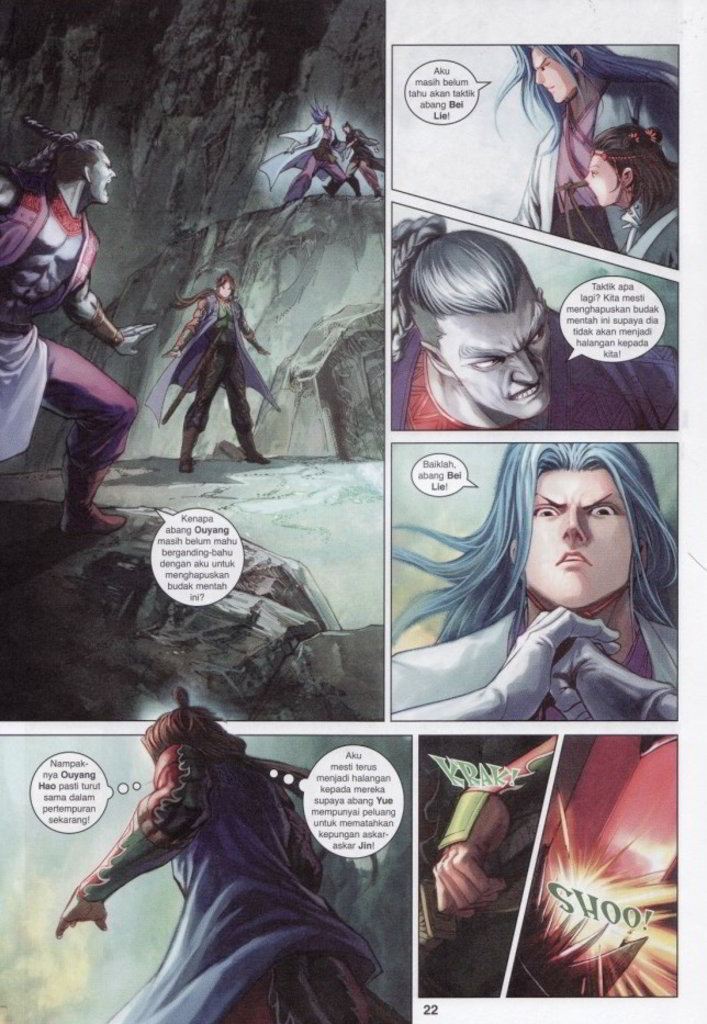 Kenapa
abang Ouyang
masih belum mahu
berganding-bahu
dengan aku untuk
menghapuskan
budak mentah
ini?
Aku
masih belum
tahu akan taktik
abang Bei
Lie!
Taktik apa
lagi? Kita mesti
menghapuskan budak
mentah ini supaya dia
tidak akan menjadi
halangan kepada
kita!
Baiklah,
abang Bei
Lie!
Nampak-
nya Ouyang
Hao pasti turut
sama dalam
pertempuran
sekarang!
Aku
mesti terus
menjadi halangan
kepada mereka
supaya abang Yue
mempunyai peluang
untuk mematahkan
kepungan askar-
askar Jin!
KRAK!
SHOO!
22